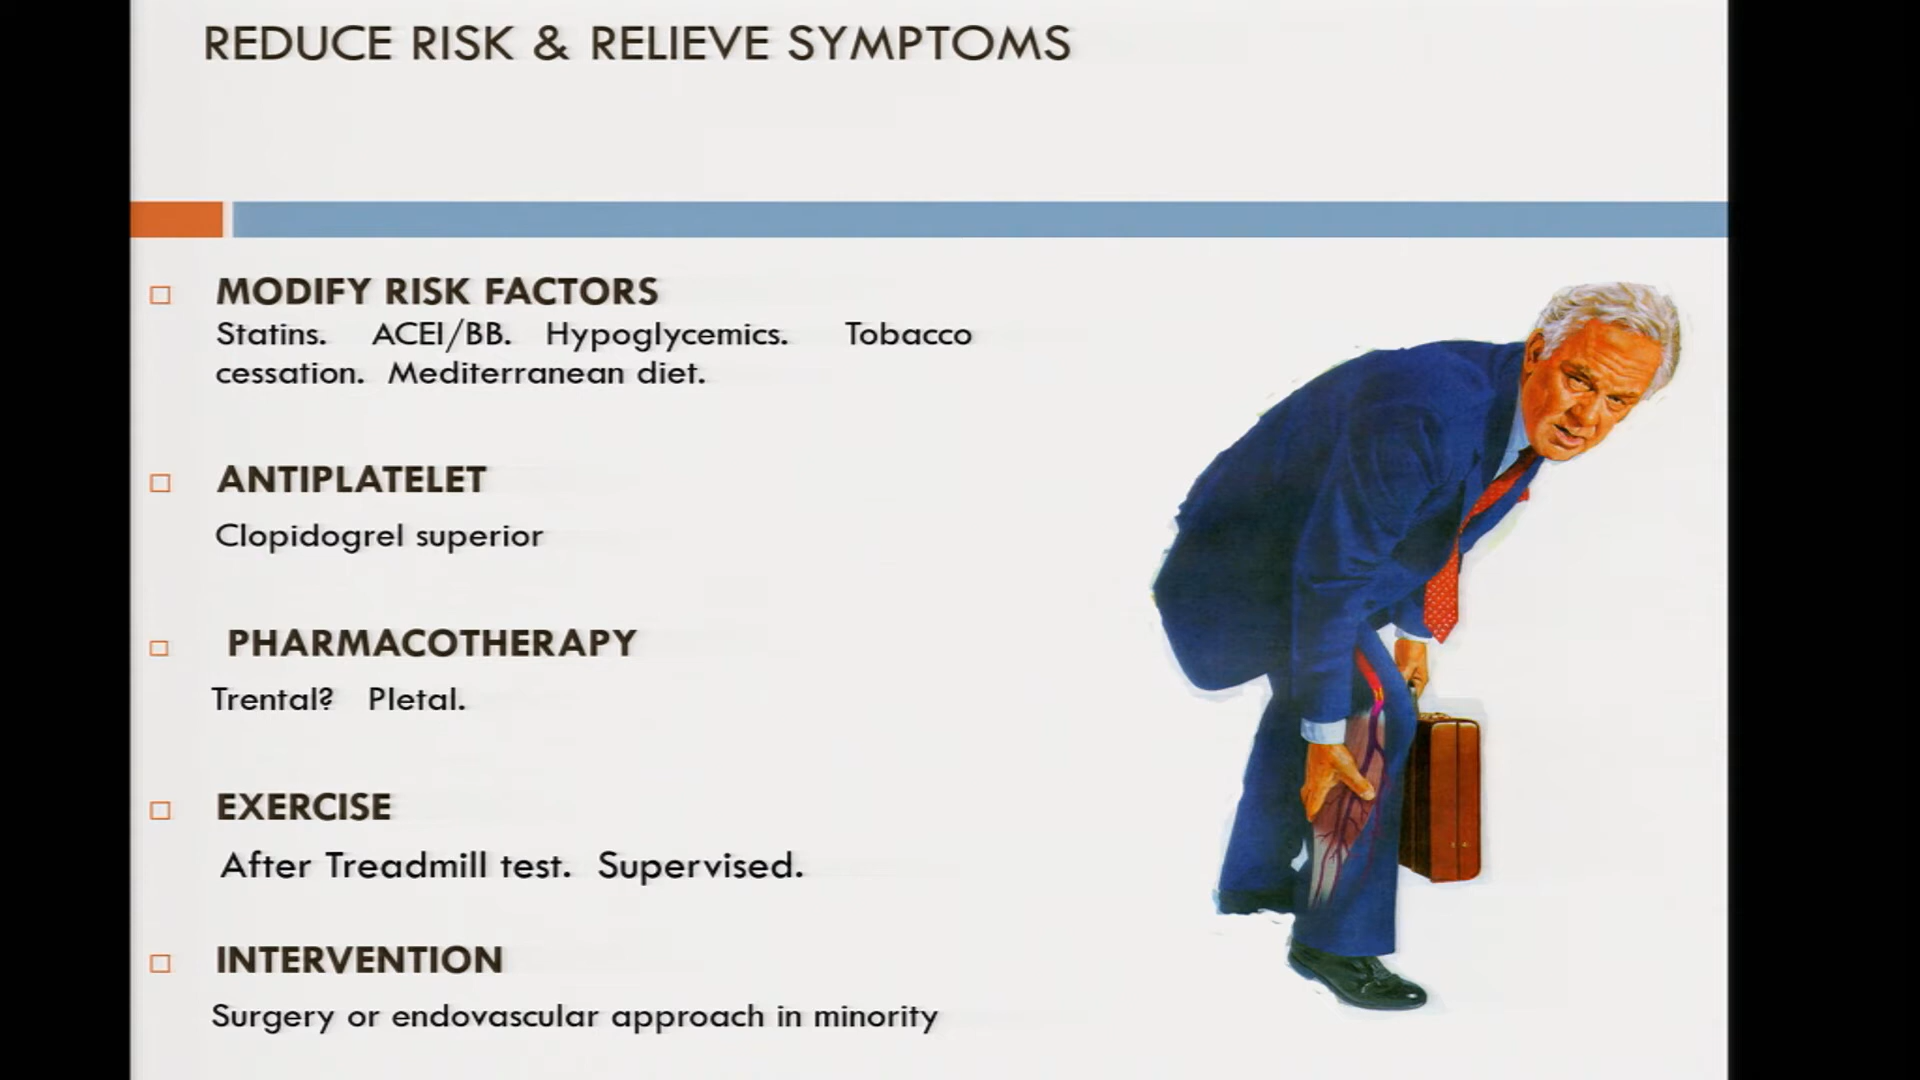 REDUCE RISK & RELIEVE SYMPTOMS
MODIFY RISK FACTORS
Statins. ACEI/BB. Hypoglycemics. Tobacco
cessation. Mediterranean diet.
ANTIPLATELET
Clopidogrel superior
PHARMACOTHERAPY
Trental? Pletal.
EXERCISE
After Treadmill test. Supervised.
INTERVENTION
Surgery or endovascular approach in minority